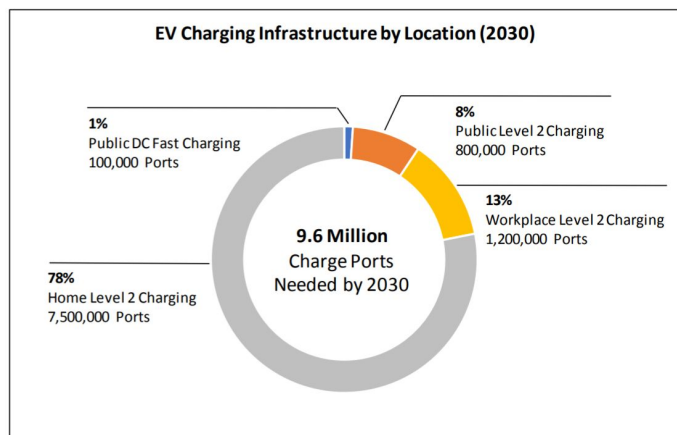 EV Charging Infrastructure by Location (2030)
1%
Public DC Fast Charging
100,000 Ports
8%
Public Level 2 Charging
800,000 Ports
13%
Workplace Level 2 Charging
1,200,000 Ports
9.6 Million
Charge Ports
Needed by 2030
78%
Home Level 2 Charging
7,500,000 Ports